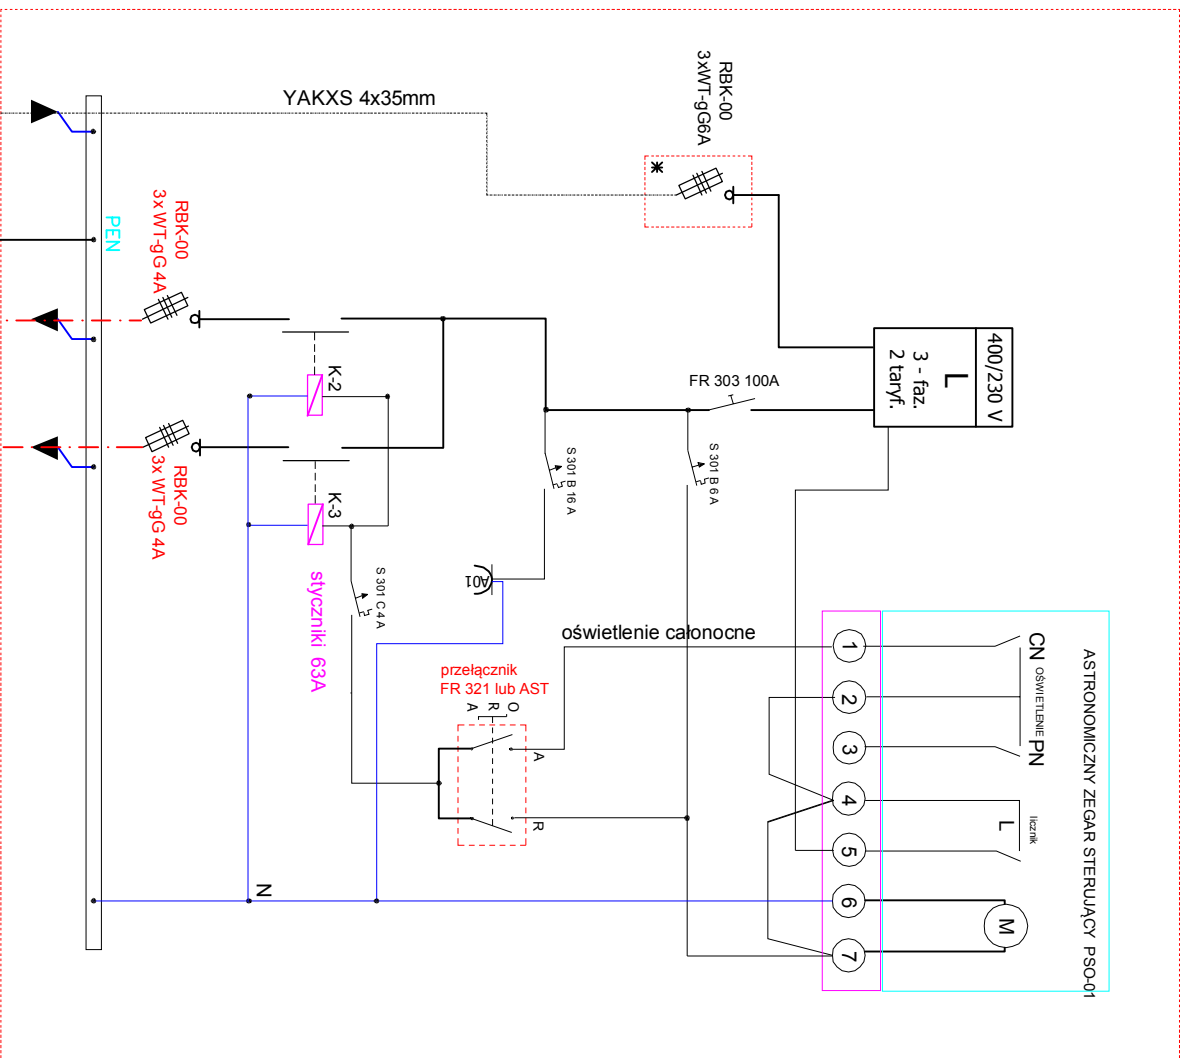 YAKXS 4x35mm
RBK-00
3xWT-gG6A
RBK-00
3x WT-gG 4A
PEN
RBK-00
3x WT-gG 4A
400/230 V
L
3 - faz.
2 taryf.
FR 303 100A
K-2
K-3
S 301 B 16 A
S 301 B 6 A
S 301 C 4 A
styczniki 63A
A01
oświetlenie całonocne
przełącznik
FR 321 lub AST
O
R
A
A
R
N
1
2
3
4
5
6
7
CN
OŚWIETLENIE
PN
licznik
L
M
ASTRONOMICZNY ZEGAR STERUJĄCY PSO-01